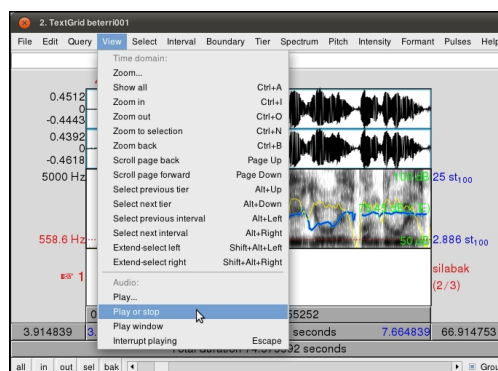 2. TextGrid beterri001
File Edit Query View Select Interval Boundary Tier Spectrum Pitch Intensity Formant Pulses Help
Time domain:
Zoom...
Show all Ctrl+A
Zoom in Ctrl+I
Zoom out Ctrl+O
Zoom to selection Ctrl+N
Zoom back Ctrl+B
Scroll page back Page Up
Scroll page forward Page Down
Select previous tier Alt+Up
Select next tier Alt+Down
Select previous interval Alt+Left
Select next interval Alt+Right
Extend-select left Shift+Alt+Left
Extend-select right Shift+Alt+Right
Audio:
Play...
Play or stop
Play window
Interrupt playing Escape
0.4512
0
-0.4443
0.4392
0
-0.4618
5000 Hz
25 st100
558.6 Hz
50 dB
2.886 st100
1
silabak
(2/3)
55252
3.914839
seconds
7.664839
66.914753
seconds
all in out sel bak
Grou